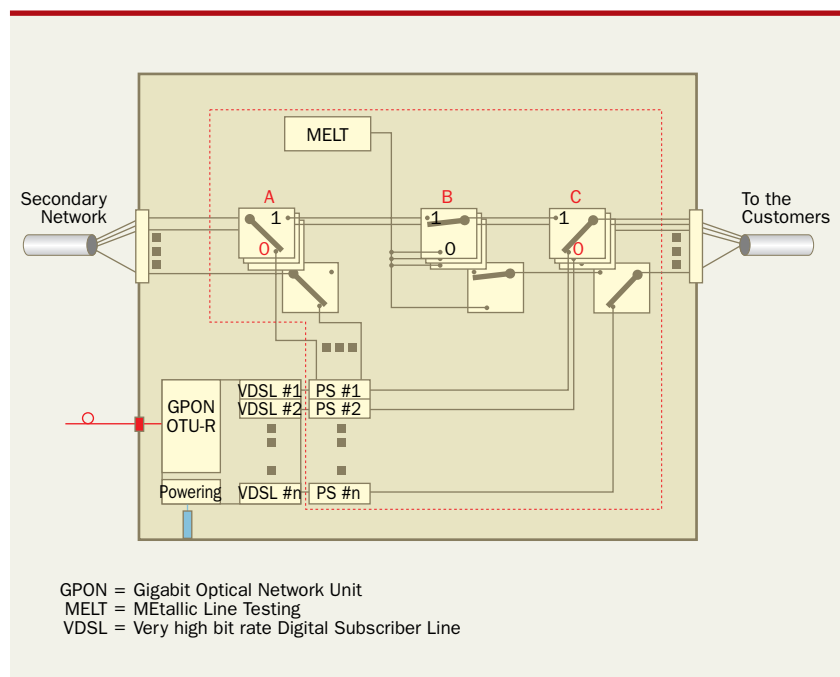 MELT
Secondary
Network
A
B
C
To the
Customers
1
1
1
0
0
0
VDSL #1
PS #1
GPON
OTU-R
VDSL #2
PS #2
Powering
VDSL #n
PS #n
GPON = Gigabit Optical Network Unit
MELT = MEtallic Line Testing
VDSL = Very high bit rate Digital Subscriber Line